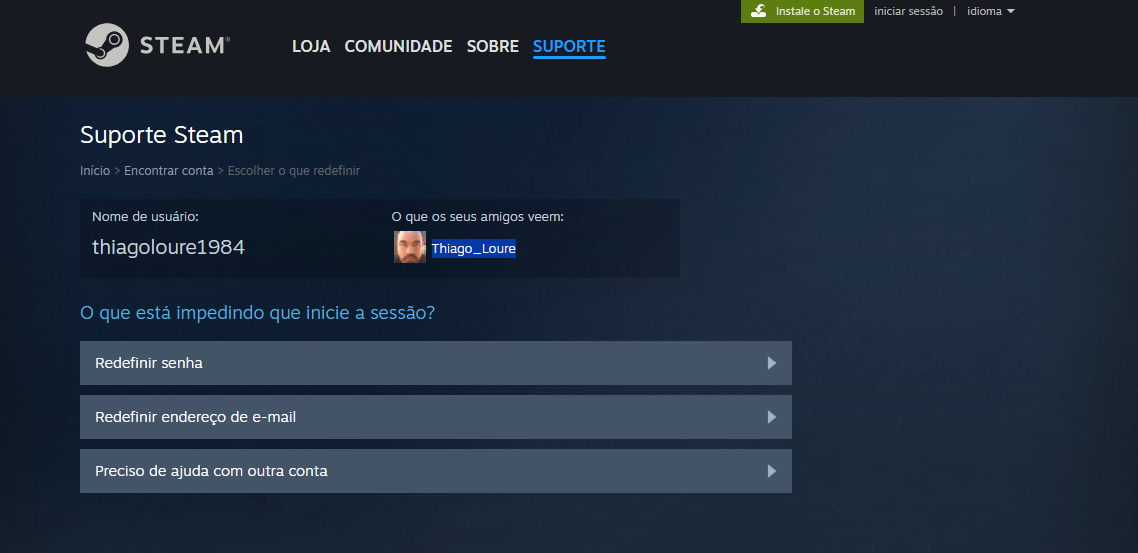 Instale o Steam
iniciar sessão | idioma
STEAM®
LOJA COMUNIDADE SOBRE SUPORTE
Suporte Steam
Início > Encontrar conta > Escolher o que redefinir
Nome de usuário:
O que os seus amigos veem:
thiagoloure1984
Thiago_Loure
O que está impedindo que inicie a sessão?
Redefinir senha
Redefinir endereço de e-mail
Preciso de ajuda com outra conta